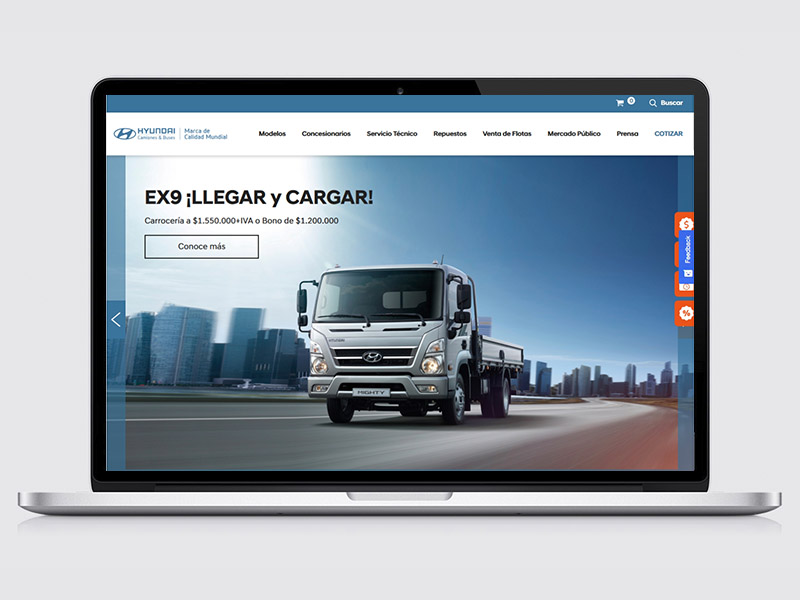 0
Buscar
HYUNDAI
Camiones & Buses
Marca de
Calidad Mundial
Modelos
Concesionarios
Servicio Técnico
Repuestos
Venta de Flotas
Mercado Público
Prensa
COTIZAR
EX9 ¡LLEGAR y CARGAR!
Carrocería a $1.550.000+IVA o Bono de $1.200.000
Conoce más
$
Feedback
%
MIGHTY